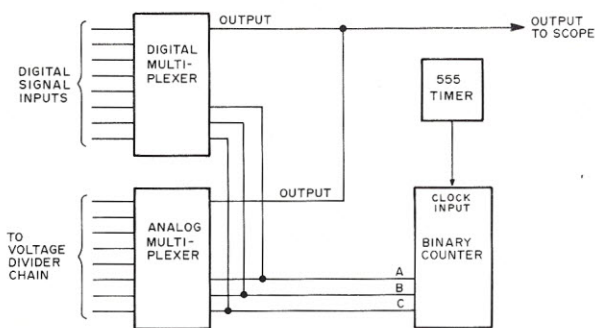 OUTPUT
OUTPUT
TO SCOPE
DIGITAL
MULTI-
PLEXER
DIGITAL
SIGNAL
INPUTS
555
TIMER
OUTPUT
CLOCK
INPUT
ANALOG
MULTI-
PLEXER
BINARY
COUNTER
TO
VOLTAGE
DIVIDER
CHAIN
A
B
C